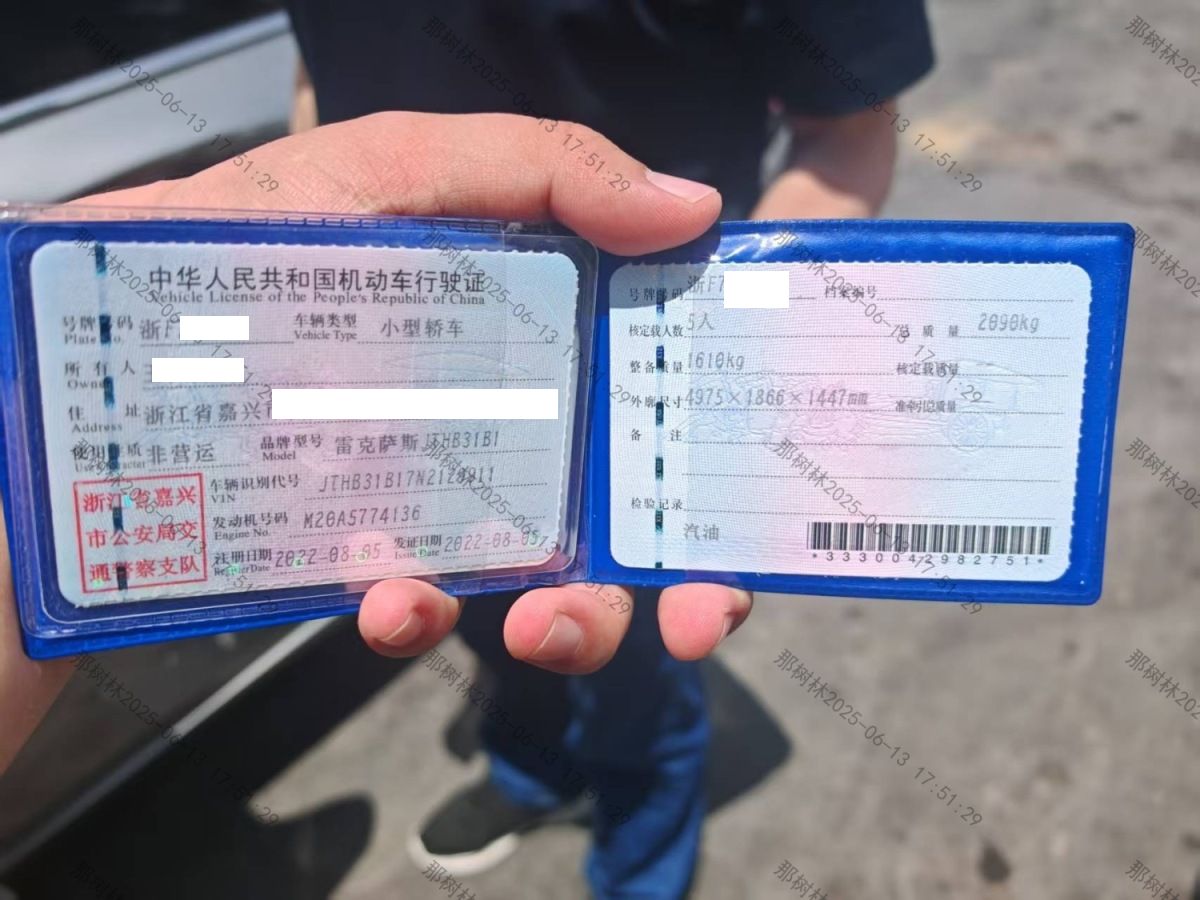 中华人民共和国机动车行驶证
Vehicle License of the People's Republic of China
号牌号码 浙F 车辆类型 小型轿车
Plate No. Vehicle Type
所有人
Owner
住址 浙江省嘉兴市
Address
使用性质 非营运 品牌型号 雷克萨斯JTHB31B1
Use Character Model
浙江省嘉兴
市公安局交
通警察支队
车辆识别代号
VIN
发动机号码 M20A5774136
Engine No.
注册日期 2022-08-05 发证日期 2022-08-05
Register Date Issue Date
号牌号码 浙F7 档案编号
核定载人数 5人 总质量 2090kg
整备质量 1610kg 核定载质量
外廓尺寸 4975×1866×1447mm 准牵引总质量
备注
检验记录
汽油
*3330042982751*
那树林2025-06-13 17:51:29